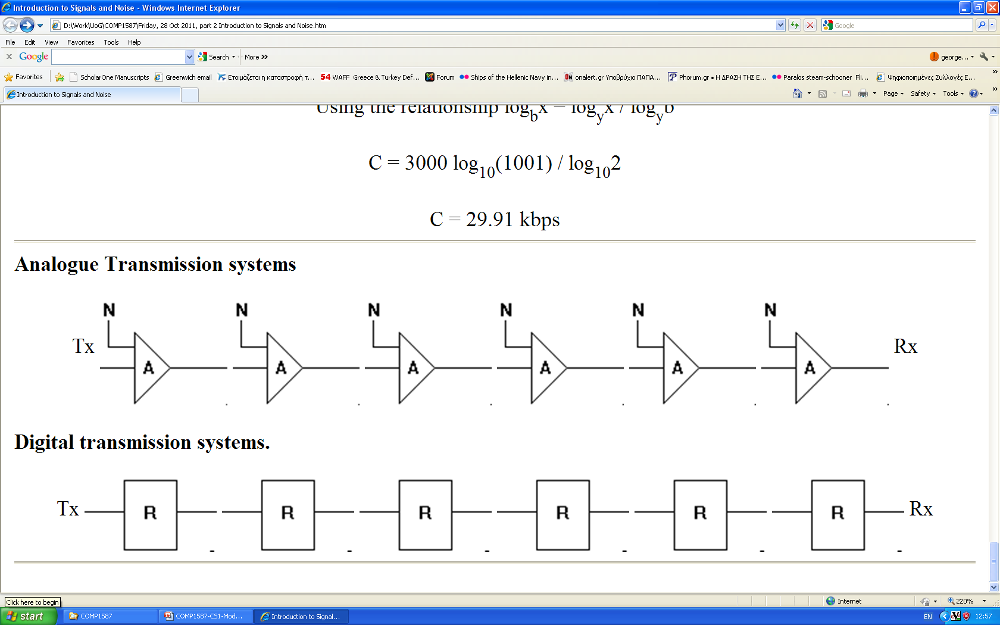 Introduction to Signals and Noise - Windows Internet Explorer
D:\Work\UoG\COMP1587\Friday, 28 Oct 2011, part 2 Introduction to Signals and Noise.htm
Google
File Edit View Favorites Tools Help
x Google Search More »
george...
Favorites ScholarOne Manuscripts Greenwich email Ετοιμάζεται η καταστροφή τ... 54 WAFF Greece & Turkey Def... Forum Ships of the Hellenic Navy in... ON onalert.gr Υποβρύχιο ΠΑΠΑ... P Phorum.gr • Η ΔΡΑΣΗ ΤΗΣ Ε... Paralos steam-schooner Fli... Ψηφιοποιημένες Συλλογές Ε... »
Introduction to Signals and Noise
Page Safety Tools »
Using the relationship log_b x = log_y x / log_y b
C = 3000 log₁₀(1001) / log₁₀2
C = 29.91 kbps
Analogue Transmission systems
N N N N N N
Tx A A A A A A Rx
Digital transmission systems.
Tx R R R R R R Rx
Click here to begin
Internet 220%
start COMP1587 COMP1587-CS1-Mod... Introduction to Signal... EN 12:57